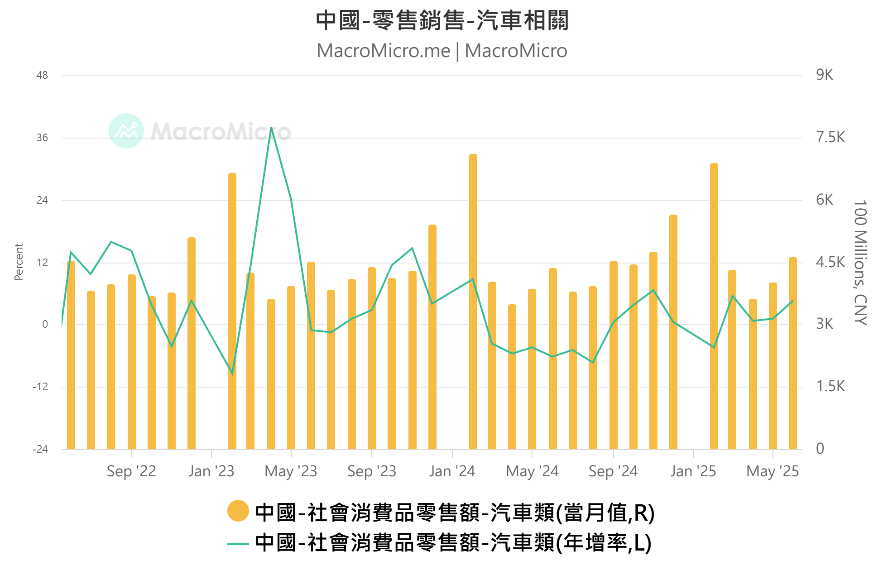 中國-零售銷售-汽車相關
MacroMicro.me | MacroMicro
48 9K
MacroMicro
36 7.5K
24 6K
Percent
100 Millions, CNY
12 4.5K
0 3K
-12 1.5K
-24 0
Sep '22 Jan '23 May '23 Sep '23 Jan '24 May '24 Sep '24 Jan '25 May '25
中國-社會消費品零售額-汽車類(當月值,R)
中國-社會消費品零售額-汽車類(年增率,L)